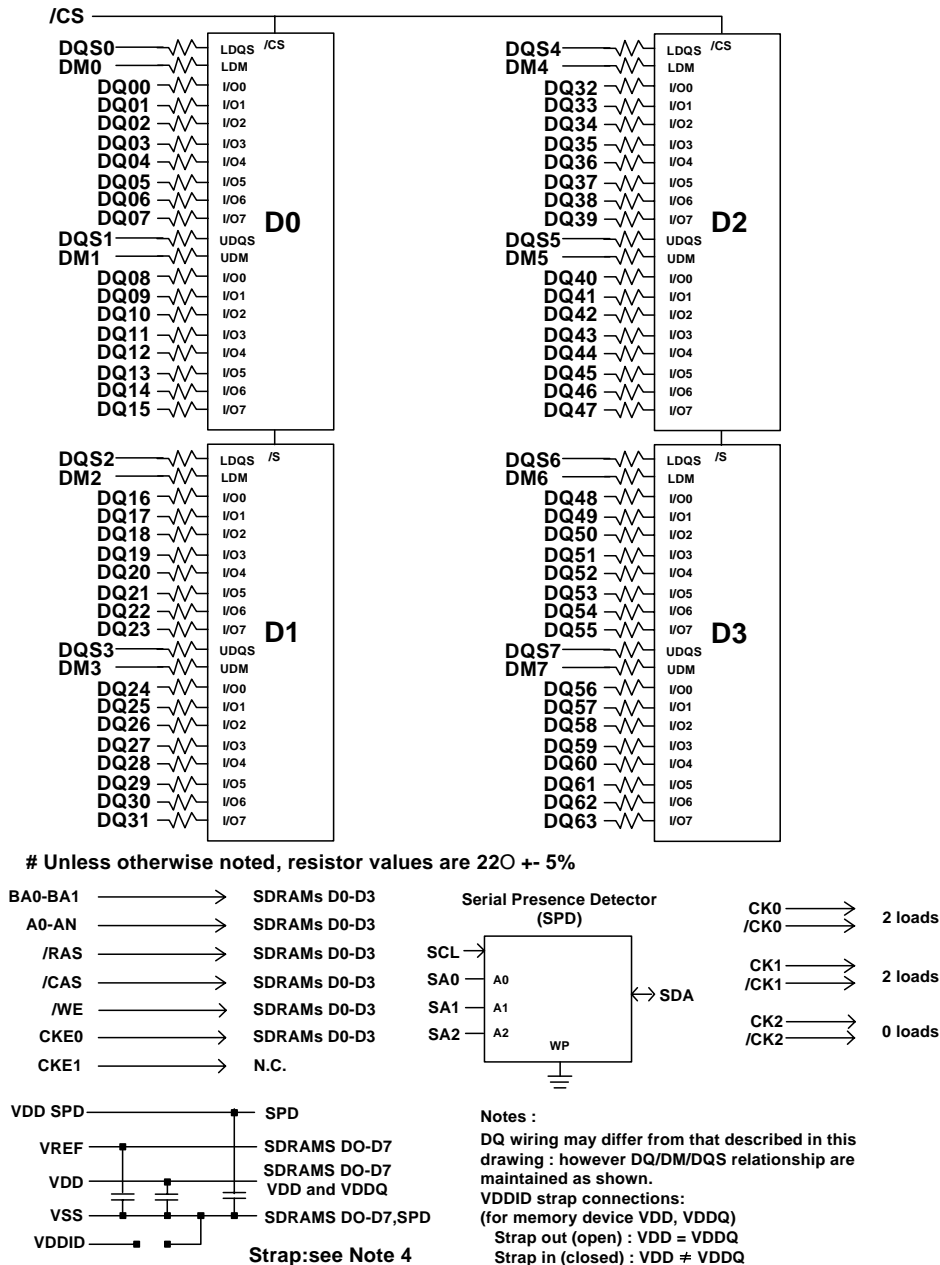 /CS
DQS0 LDQS /CS
DM0 LDM
DQ00 I/O0
DQ01 I/O1
DQ02 I/O2
DQ03 I/O3
DQ04 I/O4
DQ05 I/O5
DQ06 I/O6
DQ07 I/O7
D0
DQS1 UDQS
DM1 UDM
DQ08 I/O0
DQ09 I/O1
DQ10 I/O2
DQ11 I/O3
DQ12 I/O4
DQ13 I/O5
DQ14 I/O6
DQ15 I/O7
DQS4 LDQS /CS
DM4 LDM
DQ32 I/O0
DQ33 I/O1
DQ34 I/O2
DQ35 I/O3
DQ36 I/O4
DQ37 I/O5
DQ38 I/O6
DQ39 I/O7
D2
DQS5 UDQS
DM5 UDM
DQ40 I/O0
DQ41 I/O1
DQ42 I/O2
DQ43 I/O3
DQ44 I/O4
DQ45 I/O5
DQ46 I/O6
DQ47 I/O7
DQS2 LDQS /S
DM2 LDM
DQ16 I/O0
DQ17 I/O1
DQ18 I/O2
DQ19 I/O3
DQ20 I/O4
DQ21 I/O5
DQ22 I/O6
DQ23 I/O7
D1
DQS3 UDQS
DM3 UDM
DQ24 I/O0
DQ25 I/O1
DQ26 I/O2
DQ27 I/O3
DQ28 I/O4
DQ29 I/O5
DQ30 I/O6
DQ31 I/O7
DQS6 LDQS /S
DM6 LDM
DQ48 I/O0
DQ49 I/O1
DQ50 I/O2
DQ51 I/O3
DQ52 I/O4
DQ53 I/O5
DQ54 I/O6
DQ55 I/O7
D3
DQS7 UDQS
DM7 UDM
DQ56 I/O0
DQ57 I/O1
DQ58 I/O2
DQ59 I/O3
DQ60 I/O4
DQ61 I/O5
DQ62 I/O6
DQ63 I/O7
# Unless otherwise noted, resistor values are 22O +- 5%
BA0-BA1 SDRAMs D0-D3
A0-AN SDRAMs D0-D3
/RAS SDRAMs D0-D3
/CAS SDRAMs D0-D3
/WE SDRAMs D0-D3
CKE0 SDRAMs D0-D3
CKE1 N.C.
Serial Presence Detector
(SPD)
SCL
SA0 A0
SA1 A1
SA2 A2
WP
SDA
CK0
/CK0
2 loads
CK1
/CK1
2 loads
CK2
/CK2
0 loads
VDD SPD SPD
VREF SDRAMS DO-D7
VDD SDRAMS DO-D7
VDD and VDDQ
VSS SDRAMS DO-D7,SPD
VDDID
Strap:see Note 4
Notes :
DQ wiring may differ from that described in this
drawing : however DQ/DM/DQS relationship are
maintained as shown.
VDDID strap connections:
(for memory device VDD, VDDQ)
Strap out (open) : VDD = VDDQ
Strap in (closed) : VDD ≠ VDDQ